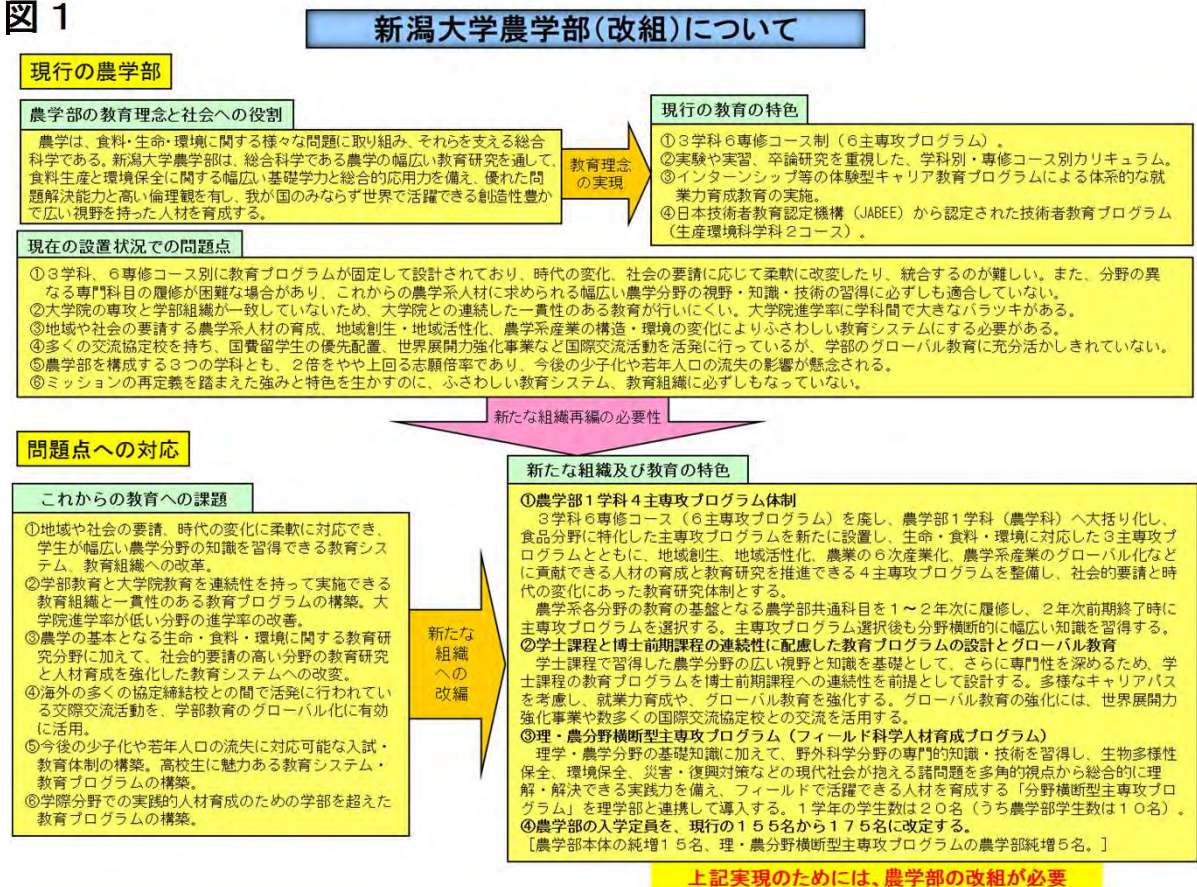 図1
新潟大学農学部(改組)について
現行の農学部
農学部の教育理念と社会への役割
農学は、食料・生命・環境に関する様々な問題に取り組み、それらを支える総合
科学である。新潟大学農学部は、総合科学である農学の幅広い教育研究を通して、
食料生産と環境保全に関する幅広い基礎学力と総合的応用力を備え、優れた問
題解決能力と高い倫理観を有し、我が国のみならず世界で活躍できる創造性豊か
で広い視野を持った人材を育成する。
教育理念
の実現
現行の教育の特色
①3学科6専修コース制(6主専攻プログラム)。
②実験や実習、卒論研究を重視した、学科別・専修コース別カリキュラム。
③インターンシップ等の体験型キャリア教育プログラムによる体系的な就
業力育成教育の実施。
④日本技術者教育認定機構(JABEE)から認定された技術者教育プログラム
(生産環境科学科2コース)。
現在の設置状況での問題点
①3学科、6専修コース別に教育プログラムが固定して設計されており、時代の変化、社会の要請に応じて柔軟に改変したり、統合するのが難しい。また、分野の異
なる専門科目の履修が困難な場合があり、これからの農学系人材に求められる幅広い農学分野の視野・知識・技術の習得に必ずしも適合していない。
②大学院の専攻と学部組織が一致していないため、大学院との連続した一貫性のある教育が行いにくい。大学院進学率に学科間で大きなバラツキがある。
③地域や社会の要請する農学系人材の育成、地域創生・地域活性化、農学系産業の構造・環境の変化によりふさわしい教育システムにする必要がある。
④多くの交流協定校を持ち、国費留学生の優先配置、世界展開力強化事業など国際交流活動を活発に行っているが、学部のグローバル教育に充分活かしきれていない。
⑤農学部を構成する3つの学科とも、2倍をやや上回る志願倍率であり、今後の少子化や若年人口の流失の影響が懸念される。
⑥ミッションの再定義を踏まえた強みと特色を生かすのに、ふさわしい教育システム、教育組織に必ずしもなっていない。
新たな組織再編の必要性
問題点への対応
これからの教育への課題
①地域や社会の要請、時代の変化に柔軟に対応でき、
学生が幅広い農学分野の知識を習得できる教育シス
テム、教育組織への改革。
②学部教育と大学院教育を連続性を持って実施できる
教育組織と一貫性のある教育プログラムの構築。大
学院進学率が低い分野の進学率の改善。
③農学の基本となる生命・食料・環境に関する教育研
究分野に加えて、社会的要請の高い分野の教育研究
と人材育成を強化した教育システムへの改変。
④海外の多くの協定締結校との間で活発に行われてい
る交際交流活動を、学部教育のグローバル化に有効
に活用。
⑤今後の少子化や若年人口の流失に対応可能な入試・
教育体制の構築。高校生に魅力ある教育システム・
教育プログラムの構築。
⑥学際分野での実践的人材育成のための学部を超えた
教育プログラムの構築。
新たな
組織
への
改編
新たな組織及び教育の特色
①農学部1学科4主専攻プログラム体制
3学科6専修コース(6主専攻プログラム)を廃し、農学部1学科(農学科)へ大括り化し、
食品分野に特化した主専攻プログラムを新たに設置し、生命・食料・環境に対応した3主専攻プ
ログラムとともに、地域創生、地域活性化、農業の6次産業化、農学系産業のグローバル化など
に貢献できる人材の育成と教育研究を推進できる4主専攻プログラムを整備し、社会的要請と時
代の変化にあった教育研究体制とする。
農学系各分野の教育の基盤となる農学部共通科目を1~2年次に履修し、2年次前期終了時に
主専攻プログラムを選択する。主専攻プログラム選択後も分野横断的に幅広い知識を習得する。
②学士課程と博士前期課程の連続性に配慮した教育プログラムの設計とグローバル教育
学士課程で習得した農学分野の広い視野と知識を基礎として、さらに専門性を深めるため、学
士課程の教育プログラムを博士前期課程への連続性を前提として設計する。多様なキャリアパス
を考慮し、就業力育成や、グローバル教育を強化する。グローバル教育の強化には、世界展開力
強化事業や数多くの国際交流協定校との交流を活用する。
③理・農分野横断型主専攻プログラム(フィールド科学人材育成プログラム)
理学・農学分野の基礎知識に加えて、野外科学分野の専門的知識・技術を習得し、生物多様性
保全、環境保全、災害・復興対策などの現代社会が抱える諸問題を多角的視点から総合的に理
解・解決できる実践力を備え、フィールドで活躍できる人材を育成する「分野横断型主専攻プロ
グラム」を理学部と連携して導入する。1学年の学生数は20名(うち農学部学生数は10名)。
④農学部の入学定員を、現行の155名から175名に改定する。
[農学部本体の純増15名、理・農分野横断型主専攻プログラムの農学部純増5名。]
上記実現のためには、農学部の改組が必要